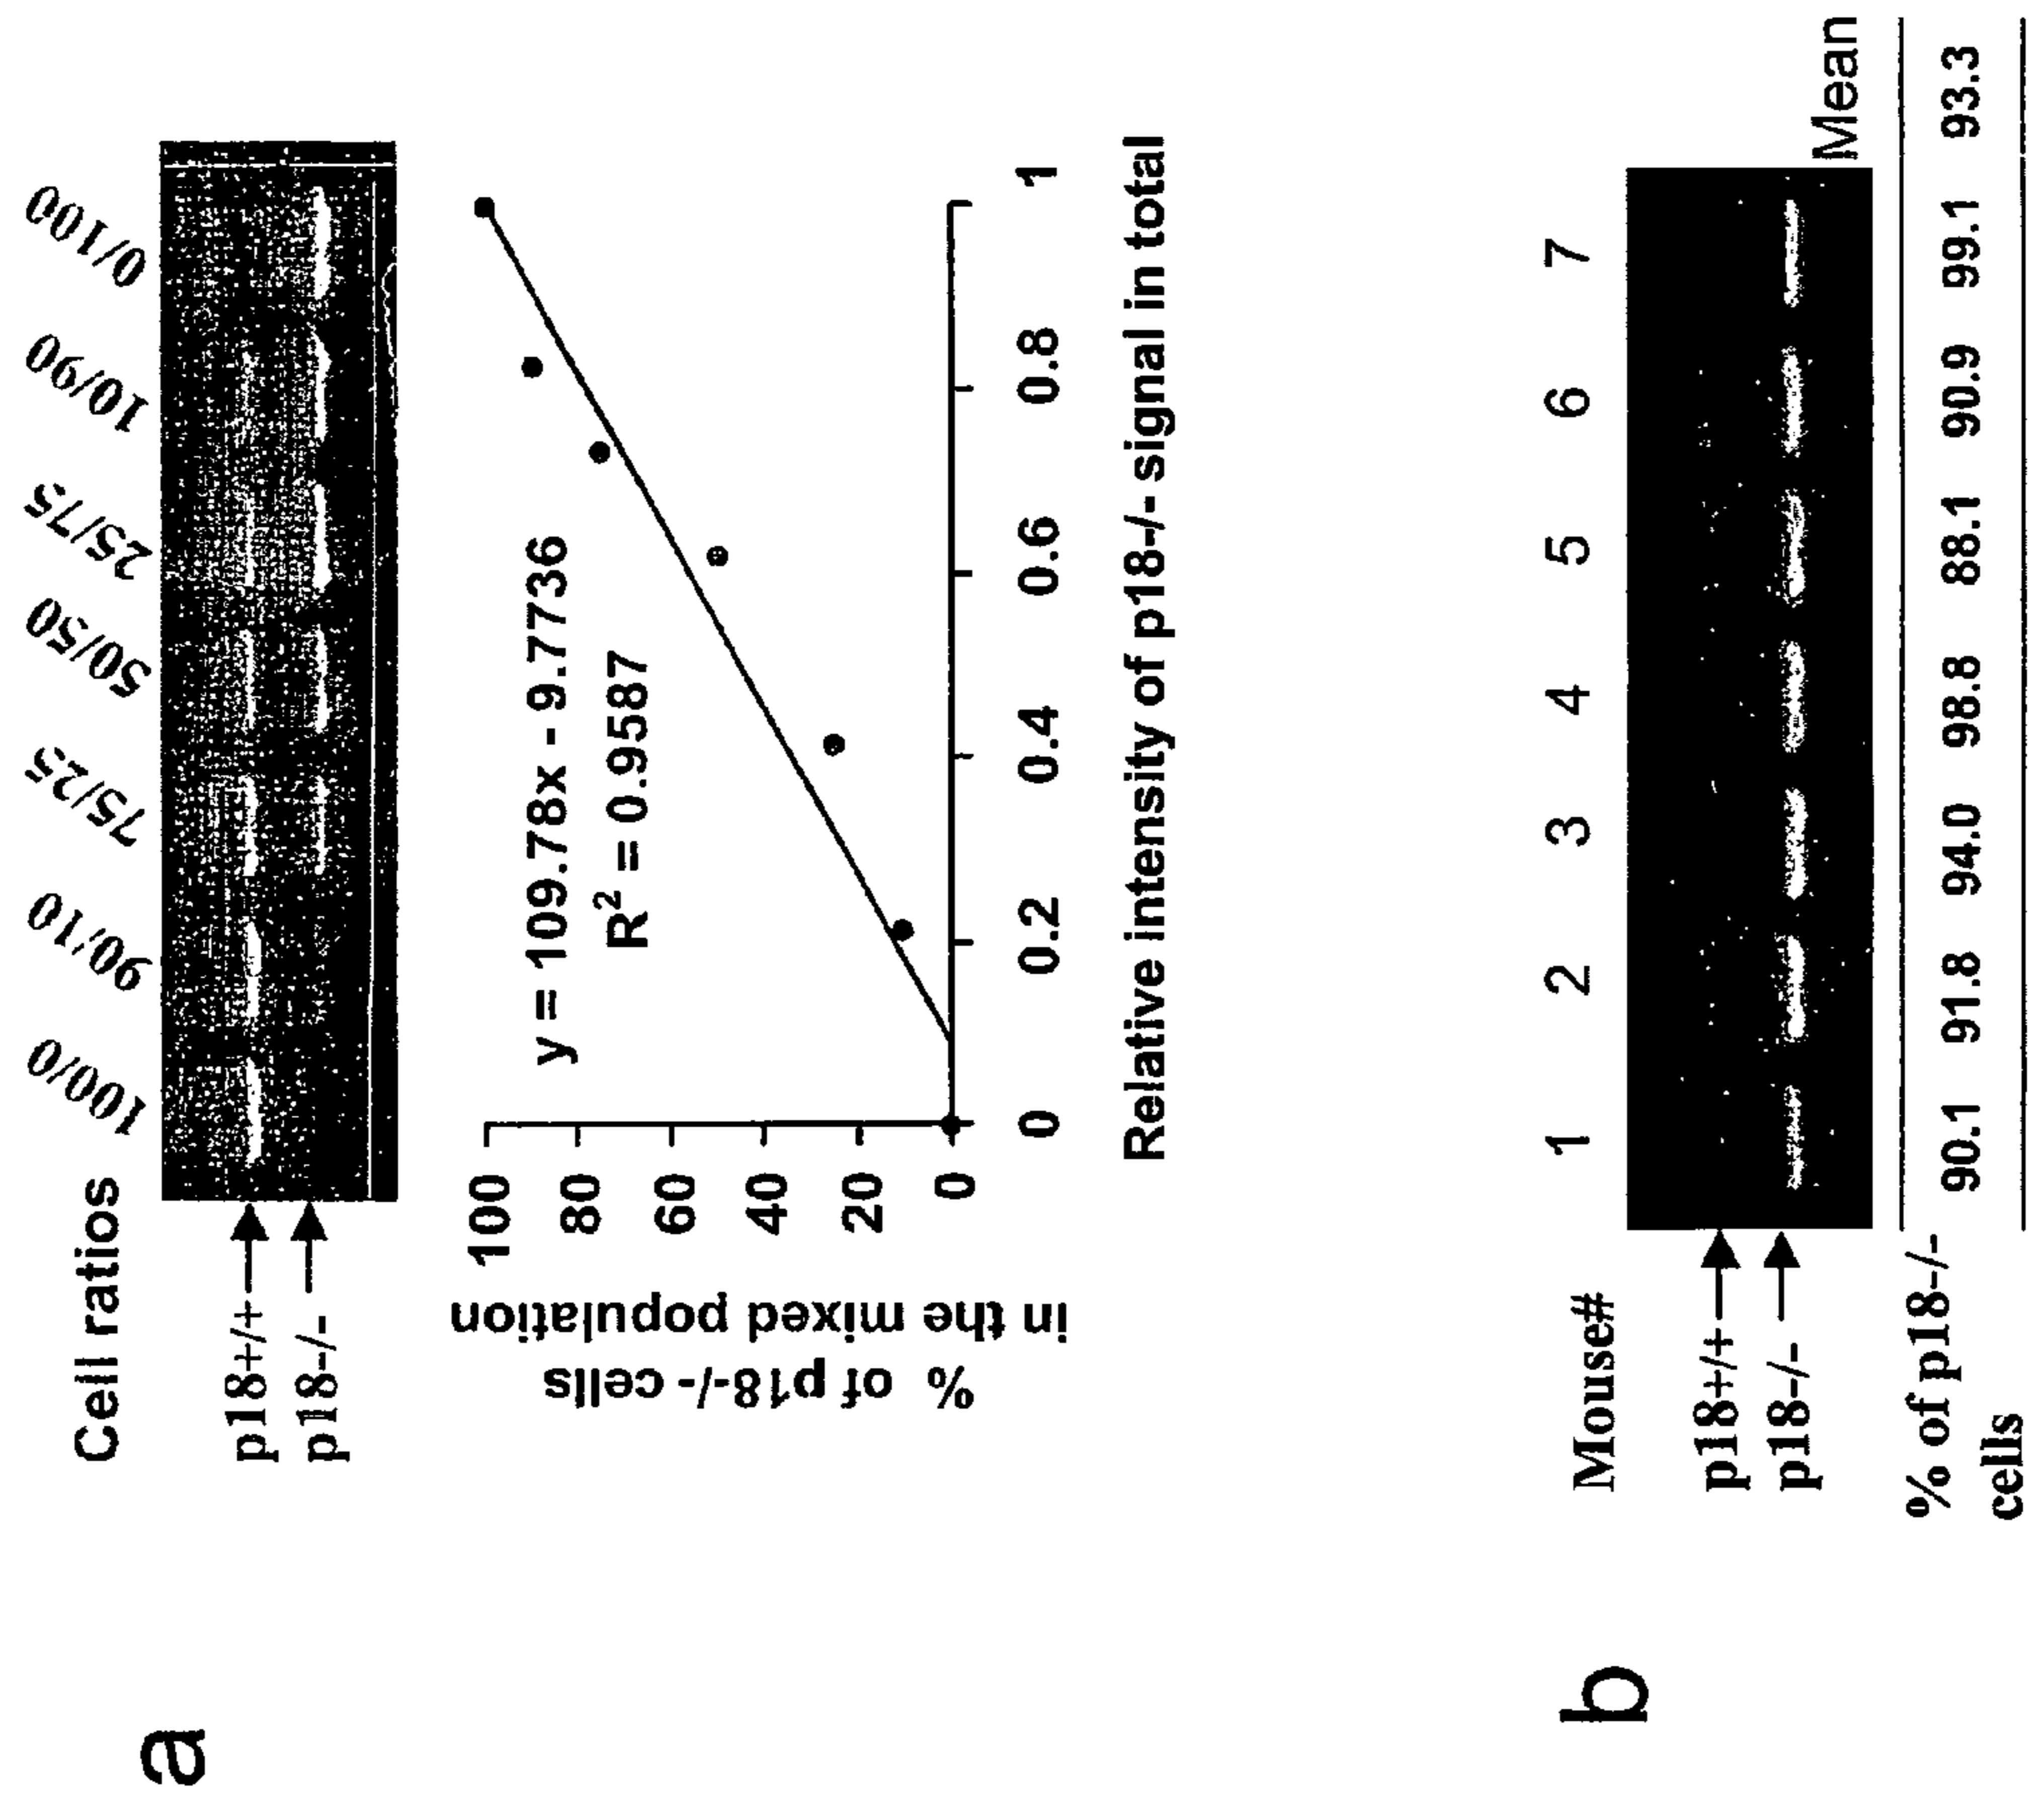 a
Cell ratios
100/0 90/10 75/25 50/50 25/75 10/90 0/100
p18+/+
p18-/-
y = 109.78x - 9.7736
R2 = 0.9587
% of p18-/- cells
in the mixed population
100
80
60
40
20
0
0 0.2 0.4 0.6 0.8 1
Relative intensity of p18-/- signal in total
b
Mouse# 1 2 3 4 5 6 7
p18+/+
p18-/-
Mean
% of p18-/-
cells
90.1 91.8 94.0 98.8 88.1 90.9 99.1 93.3